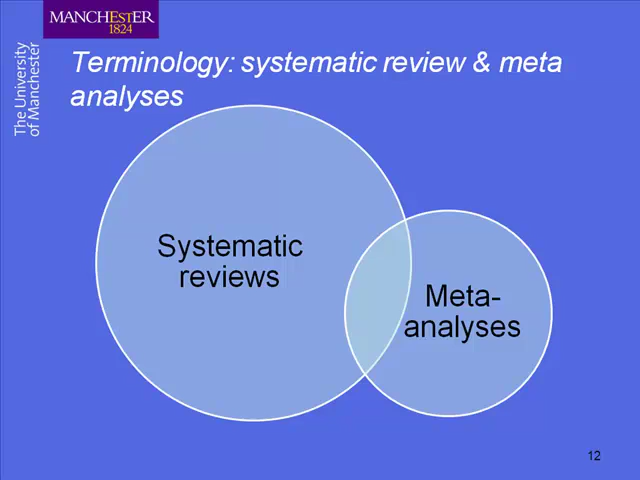 MANCHESTER
1824
The University
of Manchester
Terminology: systematic review & meta
analyses
Systematic
reviews
Meta-
analyses
12